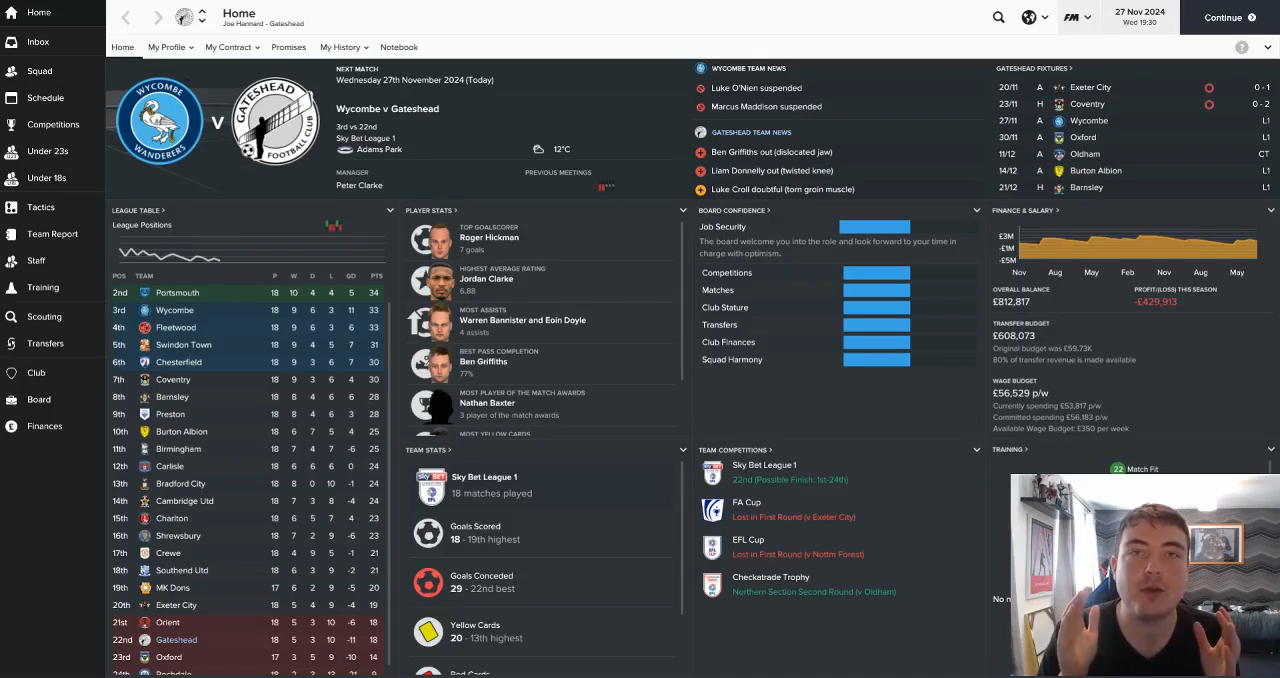 Home
Inbox
Squad
Schedule
Competitions
Under 23s
Under 18s
Tactics
Team Report
Staff
Training
Scouting
Transfers
Club
Board
Finances
Home
Joe Hannard - Gateshead
FM
27 Nov 2024
Wed 19:30
Continue
Home
My Profile
My Contract
Promises
My History
Notebook
WYCOMBE
WANDERERS
V
GATESHEAD
FOOTBALL CLUB
NEXT MATCH
Wednesday 27th November 2024 (Today)
Wycombe v Gateshead
3rd vs 22nd
Sky Bet League 1
Adams Park
12°C
MANAGER
PREVIOUS MEETINGS
Peter Clarke
WYCOMBE TEAM NEWS
Luke O'Nien suspended
Marcus Maddison suspended
GATESHEAD TEAM NEWS
Ben Griffiths out (dislocated jaw)
Liam Donnelly out (twisted knee)
Luke Croll doubtful (torn groin muscle)
GATESHEAD FIXTURES >
20/11 A Exeter City 0 - 1
23/11 H Coventry 0 - 2
27/11 A Wycombe L1
30/11 A Oxford L1
11/12 A Oldham CT
14/12 A Burton Albion L1
21/12 H Barnsley L1
LEAGUE TABLE >
League Positions
POS TEAM P W D L GD PTS
2nd Portsmouth 18 10 4 4 5 34
3rd Wycombe 18 9 6 3 11 33
4th Fleetwood 18 9 6 3 6 33
5th Swindon Town 18 9 4 5 7 31
6th Chesterfield 18 9 3 6 7 30
7th Coventry 18 9 3 6 4 30
8th Barnsley 18 8 4 6 6 28
9th Preston 18 8 4 6 3 28
10th Burton Albion 18 6 7 5 4 25
11th Birmingham 18 7 4 7 -6 25
12th Carlisle 18 6 6 6 0 24
13th Bradford City 18 8 0 10 -1 24
14th Cambridge Utd 18 7 3 8 -4 24
15th Charlton 18 6 5 7 4 23
16th Shrewsbury 18 7 2 9 -6 23
17th Crewe 18 4 9 5 -1 21
18th Southend Utd 18 6 3 9 -2 21
19th MK Dons 17 6 2 9 -5 20
20th Exeter City 18 5 4 9 -4 19
21st Orient 18 5 3 10 -6 18
22nd Gateshead 18 5 3 10 -11 18
23rd Oxford 17 3 5 9 -10 14
24th Rochdale 18 2 3 13 -21 9
PLAYER STATS >
TOP GOALSCORER
Roger Hickman
7 goals
HIGHEST AVERAGE RATING
Jordan Clarke
6.88
MOST ASSISTS
Warren Bannister and Eoin Doyle
4 assists
BEST PASS COMPLETION
Ben Griffiths
77%
MOST PLAYER OF THE MATCH AWARDS
Nathan Baxter
3 player of the match awards
MOST YELLOW CARDS
TEAM STATS >
Sky Bet League 1
18 matches played
Goals Scored
18 - 19th highest
Goals Conceded
29 - 22nd best
Yellow Cards
20 - 13th highest
Red Cards
BOARD CONFIDENCE >
Job Security
The board welcome you into the role and look forward to your time in
charge with optimism.
Competitions
Matches
Club Stature
Transfers
Club Finances
Squad Harmony
TEAM COMPETITIONS >
Sky Bet League 1
22nd (Possible Finish: 1st-24th)
FA Cup
Lost in First Round (v Exeter City)
EFL Cup
Lost in First Round (v Nottm Forest)
Checkatrade Trophy
Northern Section Second Round (v Oldham)
FINANCE & SALARY >
£3M
-£1M
-£5M
Nov Aug May Feb Nov Aug May
OVERALL BALANCE
£812,817
PROFIT/(LOSS) THIS SEASON
-£429,913
TRANSFER BUDGET
£608,073
Original budget was £59.73K
80% of transfer revenue is made available
WAGE BUDGET
£56,529 p/w
Currently spending £53,817 p/w
Committed spending £56,183 p/w
Available Wage Budget: £350 per week
TRAINING >
22 Match Fit